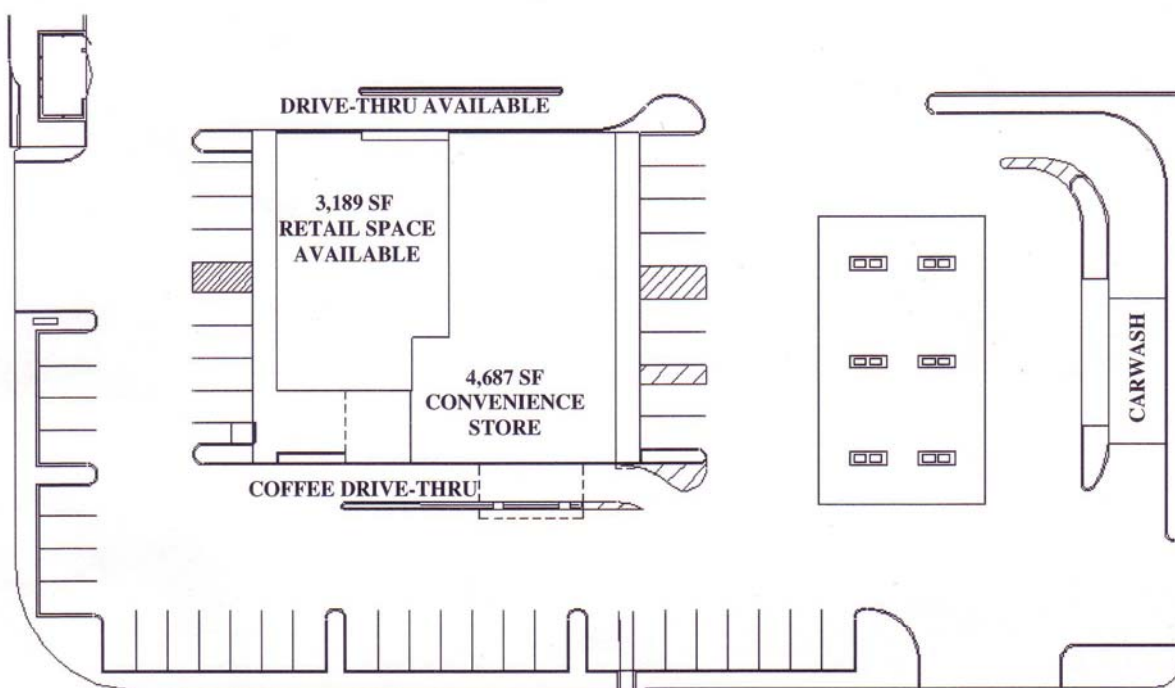 DRIVE-THRU AVAILABLE
3,189 SF
RETAIL SPACE
AVAILABLE
4,687 SF
CONVENIENCE
STORE
COFFEE DRIVE-THRU
CARWASH